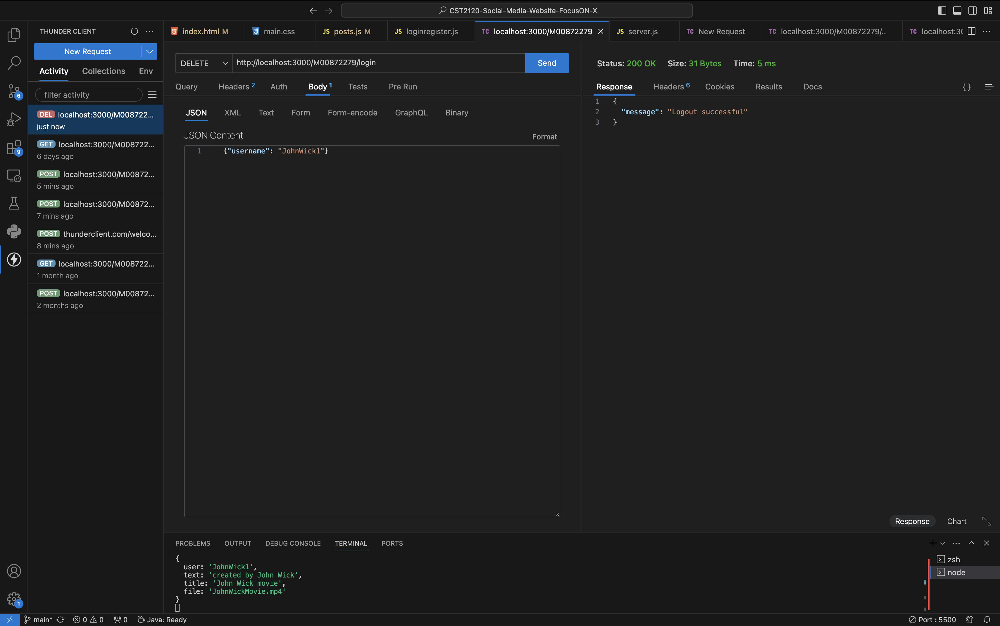 CST2120-Social-Media-Website-FocusON-X
THUNDER CLIENT
New Request
Activity Collections Env
filter activity
DEL localhost:3000/M008722...
just now
GET localhost:3000/M008722...
6 days ago
POST localhost:3000/M00872...
5 mins ago
POST localhost:3000/M00872...
7 mins ago
POST thunderclient.com/welco...
8 mins ago
GET localhost:3000/M008722...
1 month ago
POST localhost:3000/M00872...
2 months ago
6
9
1
index.html M
main.css
JS posts.js M
JS loginregister.js
TC localhost:3000/M00872279
JS server.js
TC New Request
TC localhost:3000/M00872279/..
TC localhost:30
DELETE http://localhost:3000/M00872279/login Send
Query Headers 2 Auth Body 1 Tests Pre Run
JSON XML Text Form Form-encode GraphQL Binary
JSON Content Format
1 {"username": "JohnWick1"}
Status: 200 OK Size: 31 Bytes Time: 5 ms
Response Headers 6 Cookies Results Docs {}
1 {
2 "message": "Logout successful"
3 }
Response Chart
PROBLEMS OUTPUT DEBUG CONSOLE TERMINAL PORTS
{
user: 'JohnWick1',
text: 'created by John Wick',
title: 'John Wick movie',
file: 'JohnWickMovie.mp4'
}
zsh
node
main* 0 0 0 Java: Ready
Port : 5500